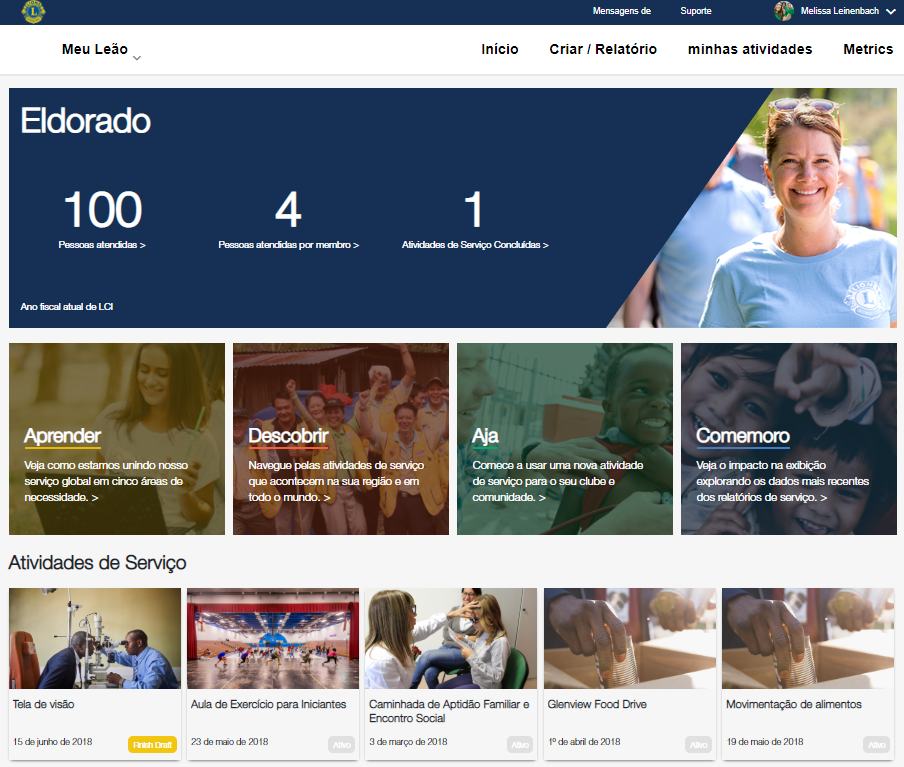 Mensagens de Suporte Melissa Leinenbach
Meu Leão Início Criar / Relatório minhas atividades Metrics
Eldorado
100 4 1
Pessoas atendidas > Pessoas atendidas por membro > Atividades de Serviço Concluídas >
Ano fiscal atual de LCI
L
Aprender
Veja como estamos unindo nosso
serviço global em cinco áreas de
necessidade. >
Descobrir
Navegue pelas atividades de serviço
que acontecem na sua região e em
todo o mundo. >
Aja
Comece a usar uma nova atividade
de serviço para o seu clube e
comunidade. >
Comemoro
Veja o impacto na exibição
explorando os dados mais recentes
dos relatórios de serviço. >
Atividades de Serviço
Tela de visão
15 de junho de 2018 Finish Draft
Aula de Exercício para Iniciantes
23 de maio de 2018 Ativo
Caminhada de Aptidão Familiar e
Encontro Social
3 de março de 2018 Ativo
Glenview Food Drive
1º de abril de 2018 Ativo
Movimentação de alimentos
19 de maio de 2018 Ativo